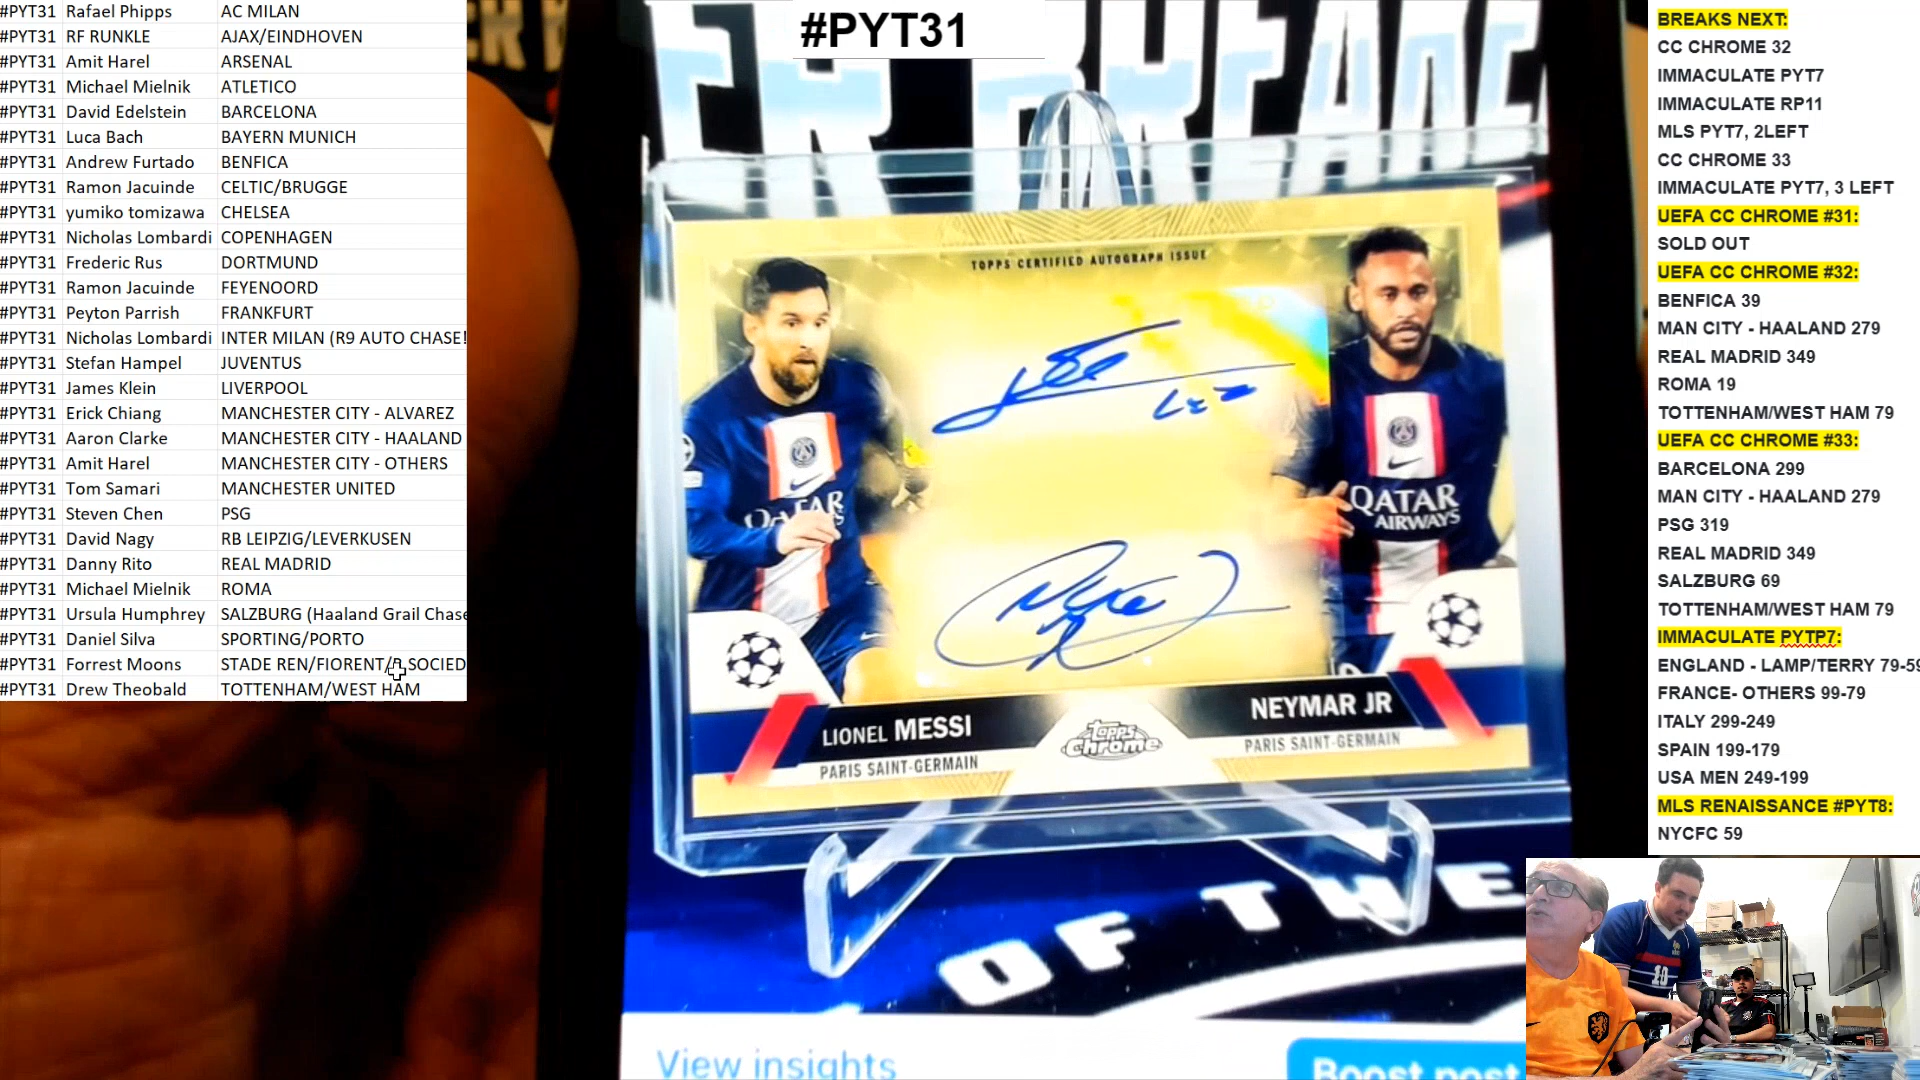 #PYT31 Rafael Phipps AC MILAN
#PYT31 RF RUNKLE AJAX/EINDHOVEN
#PYT31 Amit Harel ARSENAL
#PYT31 Michael Mielnik ATLETICO
#PYT31 David Edelstein BARCELONA
#PYT31 Luca Bach BAYERN MUNICH
#PYT31 Andrew Furtado BENFICA
#PYT31 Ramon Jacuinde CELTIC/BRUGGE
#PYT31 yumiko tomizawa CHELSEA
#PYT31 Nicholas Lombardi COPENHAGEN
#PYT31 Frederic Rus DORTMUND
#PYT31 Ramon Jacuinde FEYENOORD
#PYT31 Peyton Parrish FRANKFURT
#PYT31 Nicholas Lombardi INTER MILAN (R9 AUTO CHASE!
#PYT31 Stefan Hampel JUVENTUS
#PYT31 James Klein LIVERPOOL
#PYT31 Erick Chiang MANCHESTER CITY - ALVAREZ
#PYT31 Aaron Clarke MANCHESTER CITY - HAALAND
#PYT31 Amit Harel MANCHESTER CITY - OTHERS
#PYT31 Tom Samari MANCHESTER UNITED
#PYT31 Steven Chen PSG
#PYT31 David Nagy RB LEIPZIG/LEVERKUSEN
#PYT31 Danny Rito REAL MADRID
#PYT31 Michael Mielnik ROMA
#PYT31 Ursula Humphrey SALZBURG (Haaland Grail Chase
#PYT31 Daniel Silva SPORTING/PORTO
#PYT31 Forrest Moons STADE REN/FIORENT/ SOCIED
#PYT31 Drew Theobald TOTTENHAM/WEST HAM
#PYT31
TOPPS CERTIFIED AUTOGRAPH ISSUE
QATAR AIRWAYS
QATAR
AIRWAYS
LIONEL MESSI
PARIS SAINT-GERMAIN
Topps Chrome
NEYMAR JR
PARIS SAINT-GERMAIN
OF THE
View insights
Boost post
BREAKS NEXT:
CC CHROME 32
IMMACULATE PYT7
IMMACULATE RP11
MLS PYT7, 2LEFT
CC CHROME 33
IMMACULATE PYT7, 3 LEFT
UEFA CC CHROME #31:
SOLD OUT
UEFA CC CHROME #32:
BENFICA 39
MAN CITY - HAALAND 279
REAL MADRID 349
ROMA 19
TOTTENHAM/WEST HAM 79
UEFA CC CHROME #33:
BARCELONA 299
MAN CITY - HAALAND 279
PSG 319
REAL MADRID 349
SALZBURG 69
TOTTENHAM/WEST HAM 79
IMMACULATE PYTP7:
ENGLAND - LAMP/TERRY 79-59
FRANCE- OTHERS 99-79
ITALY 299-249
SPAIN 199-179
USA MEN 249-199
MLS RENAISSANCE #PYT8:
NYCFC 59
10